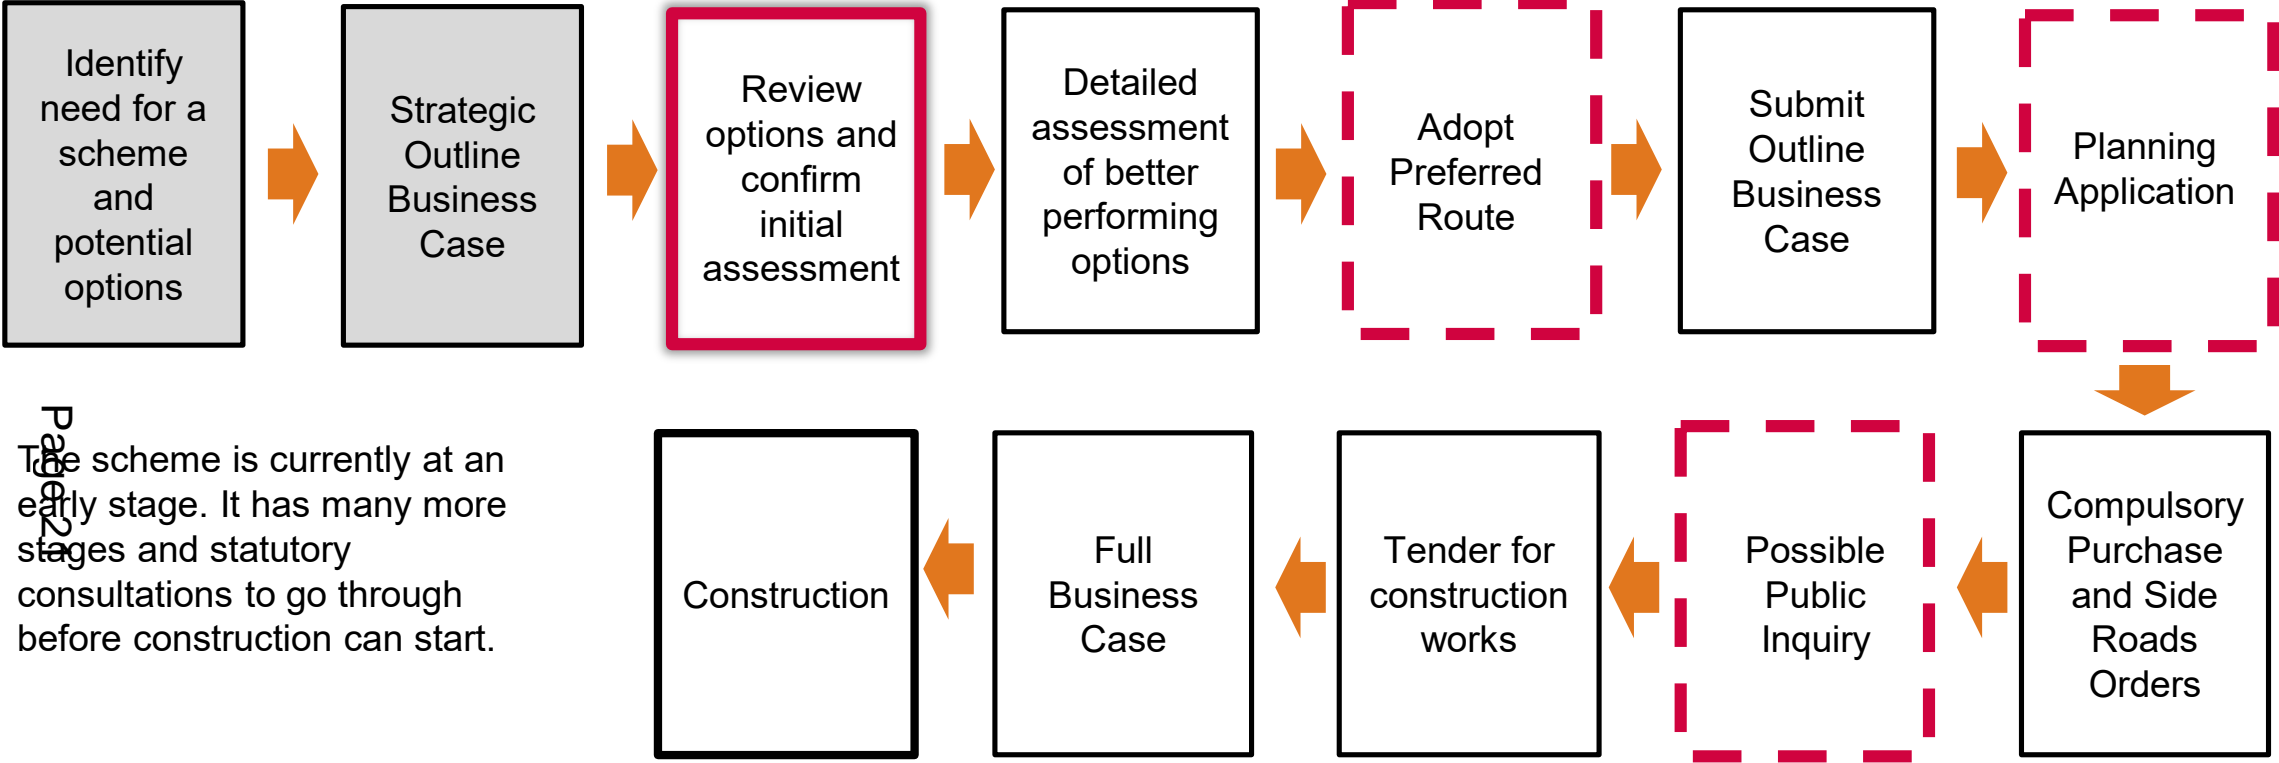 Identify
need for a
scheme
and
potential
options
Strategic
Outline
Business
Case
Review
options and
confirm
initial
assessment
Detailed
assessment
of better
performing
options
Adopt
Preferred
Route
Submit
Outline
Business
Case
Planning
Application
Compulsory
Purchase
and Side
Roads
Orders
Possible
Public
Inquiry
Tender for
construction
works
Full
Business
Case
Construction
Page 21
The scheme is currently at an
early stage. It has many more
stages and statutory
consultations to go through
before construction can start.